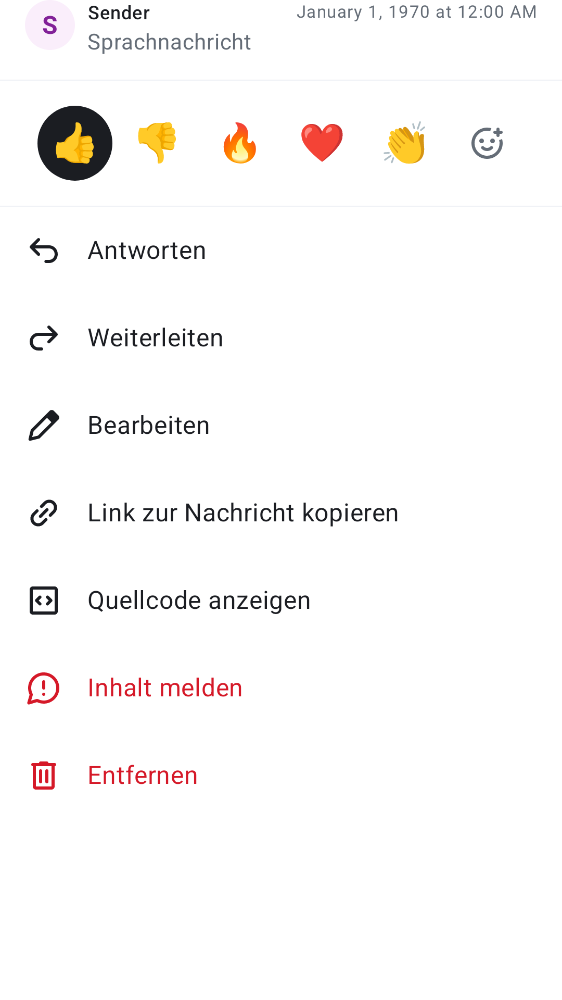 S
Sender
January 1, 1970 at 12:00 AM
Sprachnachricht
Antworten
Weiterleiten
Bearbeiten
Link zur Nachricht kopieren
Quellcode anzeigen
Inhalt melden
Entfernen